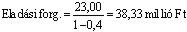 Eladási forg. = 23,00 / 1−0,4 = 38,33 millió Ft